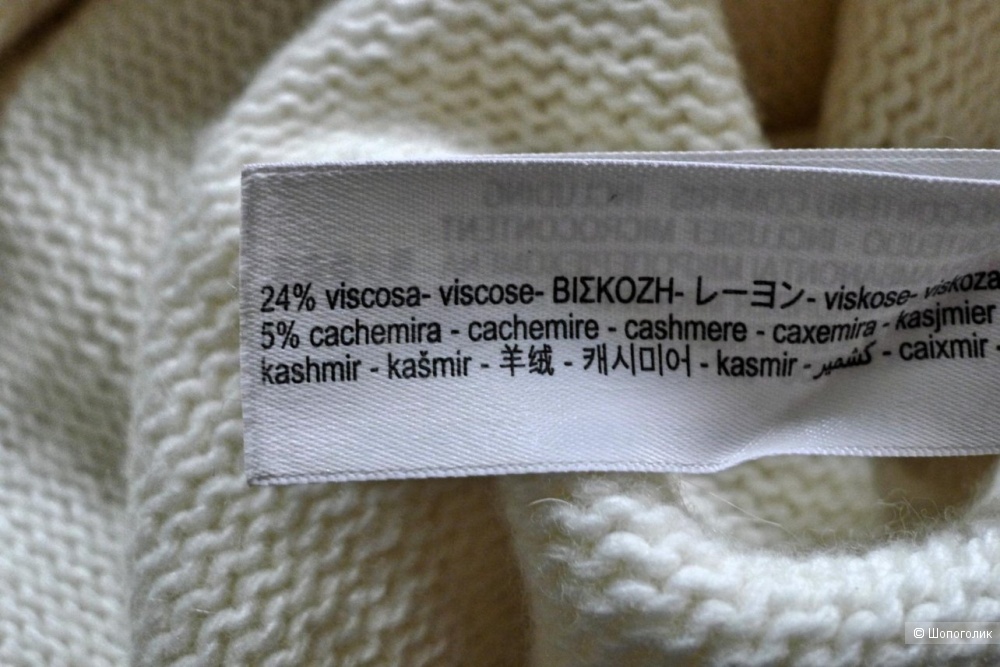 24% viscosa- viscose- ΒΙΣΚΟΖΗ- レーヨン- viskose- viskoza
5% cachemira - cachemire - cashmere - caxemira - kasjmier
kashmir - kašmir - 羊绒 - 캐시미어 - kasmir - كشمير - caixmir -
© Шопоголик